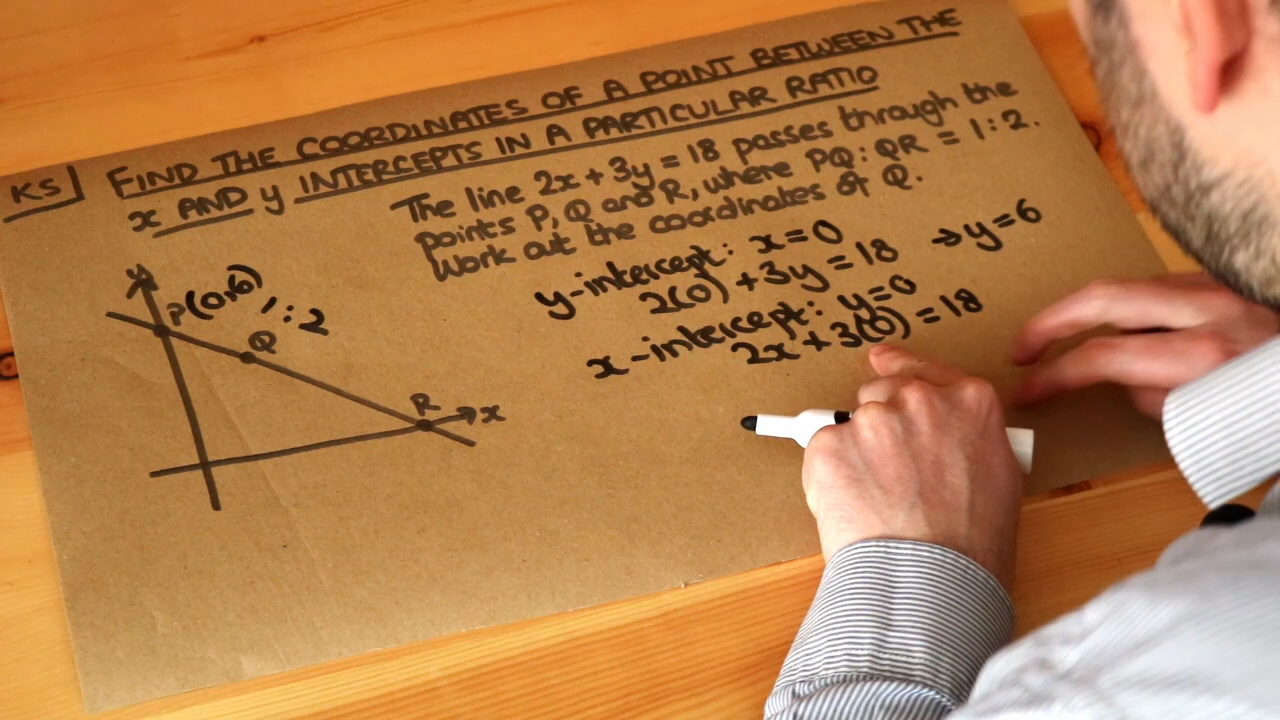 K5
FIND THE COORDINATES OF A POINT BETWEEN THE
x AND y INTERCEPTS IN A PARTICULAR RATIO
The line 2x + 3y = 18 passes through the
points P, Q and R, where PQ : QR = 1 : 2.
Work out the coordinates of Q.
y-intercept: x=0
2(0) + 3y = 18 → y=6
x-intercept: y=0
2x + 3(0) = 18
y
P(0,6)
1 : 2
Q
R
x